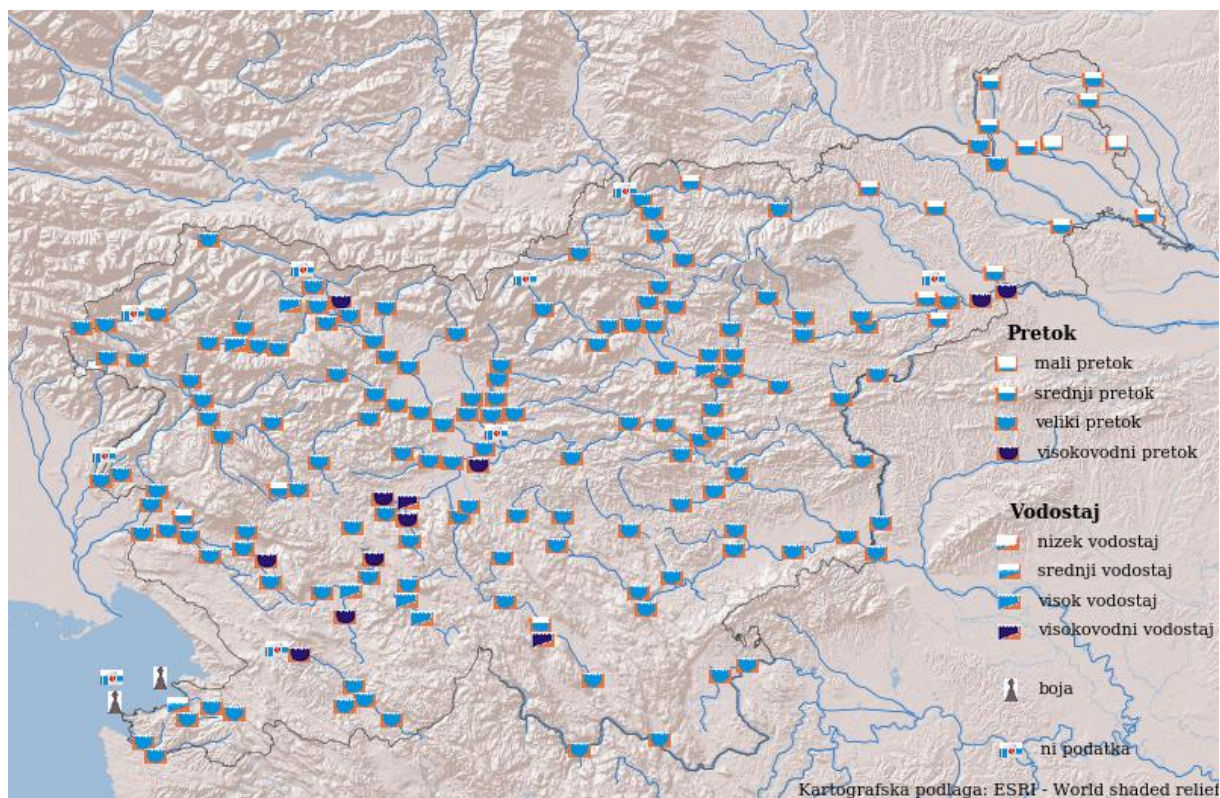 Pretok
mali pretok
srednji pretok
veliki pretok
visokovodni pretok
Vodostaj
nizek vodostaj
srednji vodostaj
visok vodostaj
visokovodni vodostaj
boja
ni podatka
Kartografska podlaga: ESRI - World shaded relief